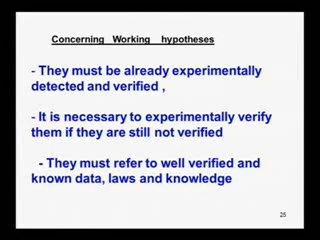 Concerning Working hypotheses
- They must be already experimentally
detected and verified ,
- It is necessary to experimentally verify
them if they are still not verified
- They must refer to well verified and
known data, laws and knowledge
25